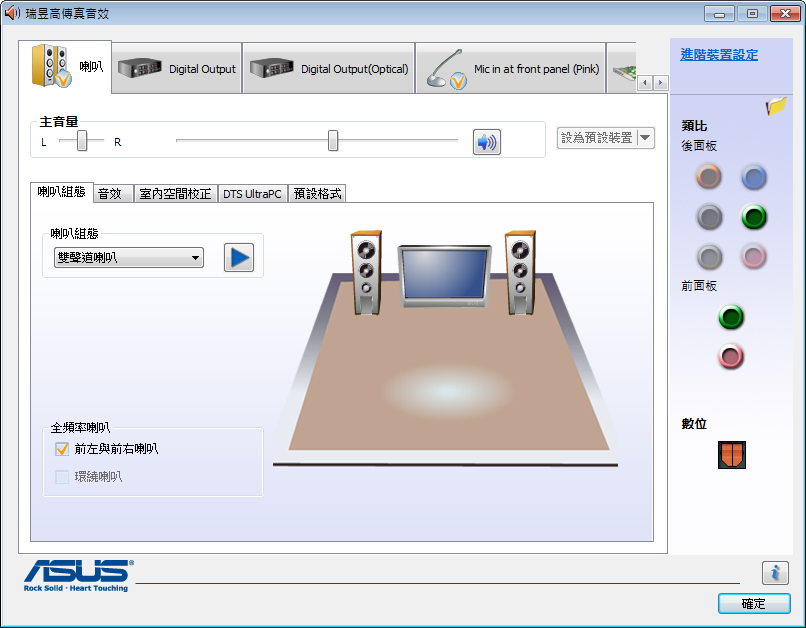 瑞昱高傳真音效
喇叭
Digital Output
Digital Output(Optical)
Mic in at front panel (Pink)
進階裝置設定
主音量
L
R
設為預設裝置
類比
後面板
喇叭組態
音效
室內空間校正
DTS UltraPC
預設格式
喇叭組態
雙聲道喇叭
前面板
全頻率喇叭
前左與前右喇叭
環繞喇叭
數位
ASUS®
Rock Solid · Heart Touching
確定